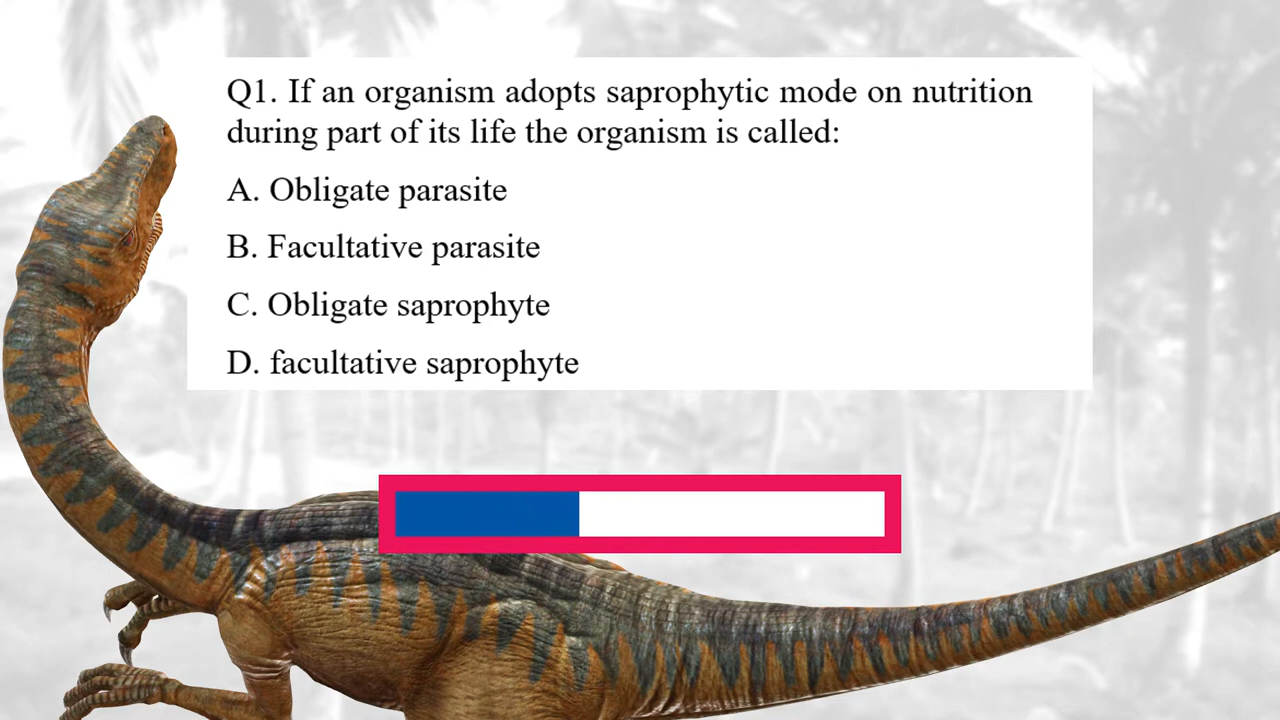 Q1. If an organism adopts saprophytic mode on nutrition
during part of its life the organism is called:
A. Obligate parasite
B. Facultative parasite
C. Obligate saprophyte
D. facultative saprophyte